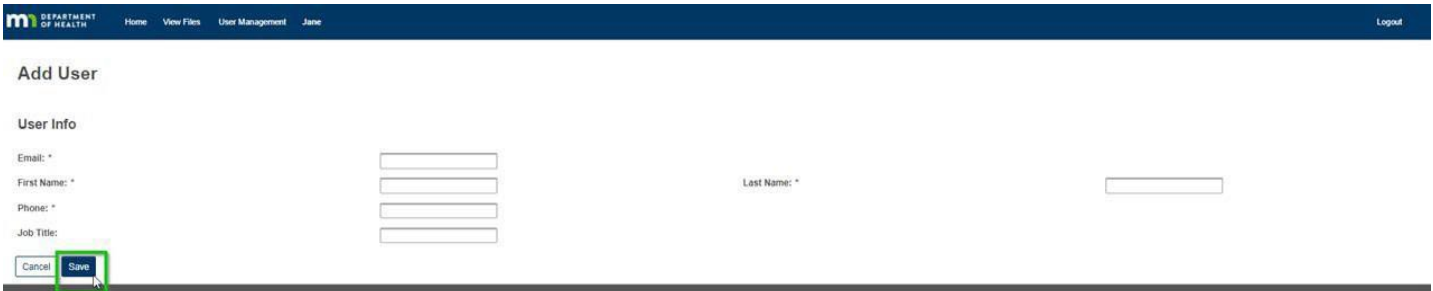 mn DEPARTMENT OF HEALTH Home View Files User Management Jane Logout
Add User
User Info
Email: *
First Name: * Last Name: *
Phone: *
Job Title:
Cancel Save